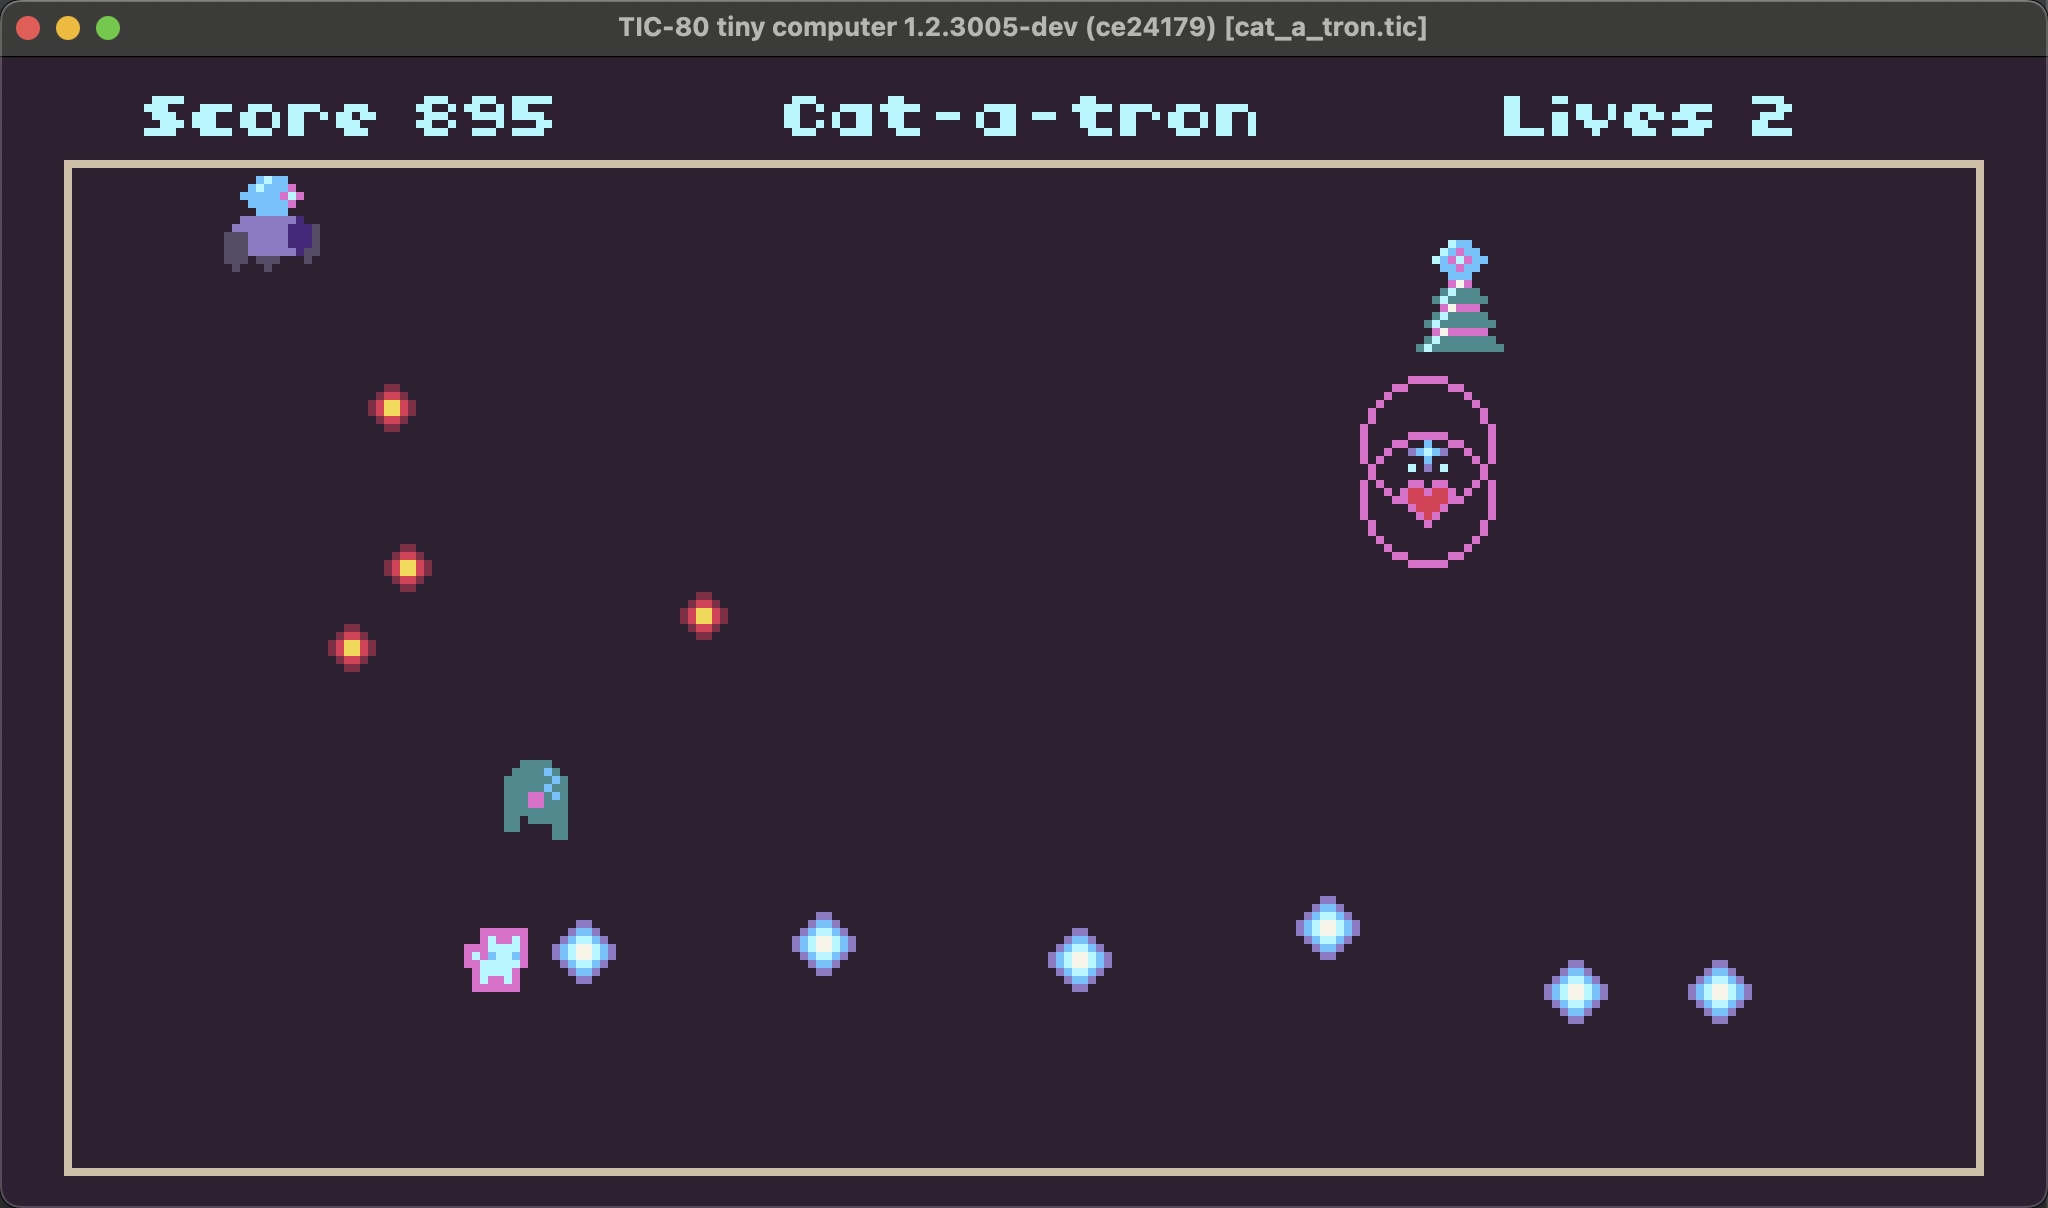 TIC-80 tiny computer 1.2.3005-dev (ce24179) [cat_a_tron.tic]
Score 895 Cat-a-tron Lives 2